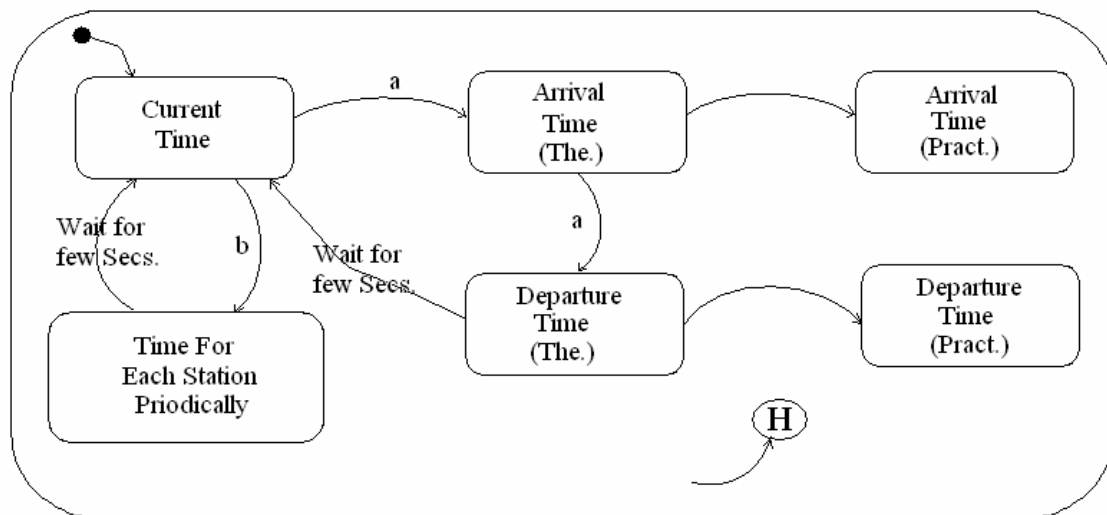 Current
Time
a
Arrival
Time
(The.)
Arrival
Time
(Pract.)
Wait for
few Secs.
b
Wait for
few Secs.
a
Departure
Time
(The.)
Departure
Time
(Pract.)
Time For
Each Station
Priodically
H